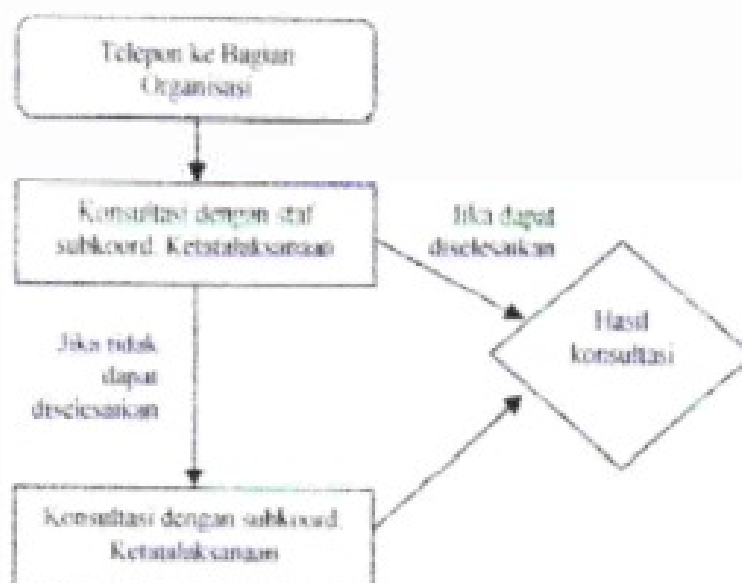 Telepon ke Bagian
Organisasi
Konsultasi dengan staf
subkoord. Ketatalaksanaan
Jika dapat
diselesaikan
Hasil
konsultasi
Jika tidak
dapat
diselesaikan
Konsultasi dengan subkoord.
Ketatalaksanaan